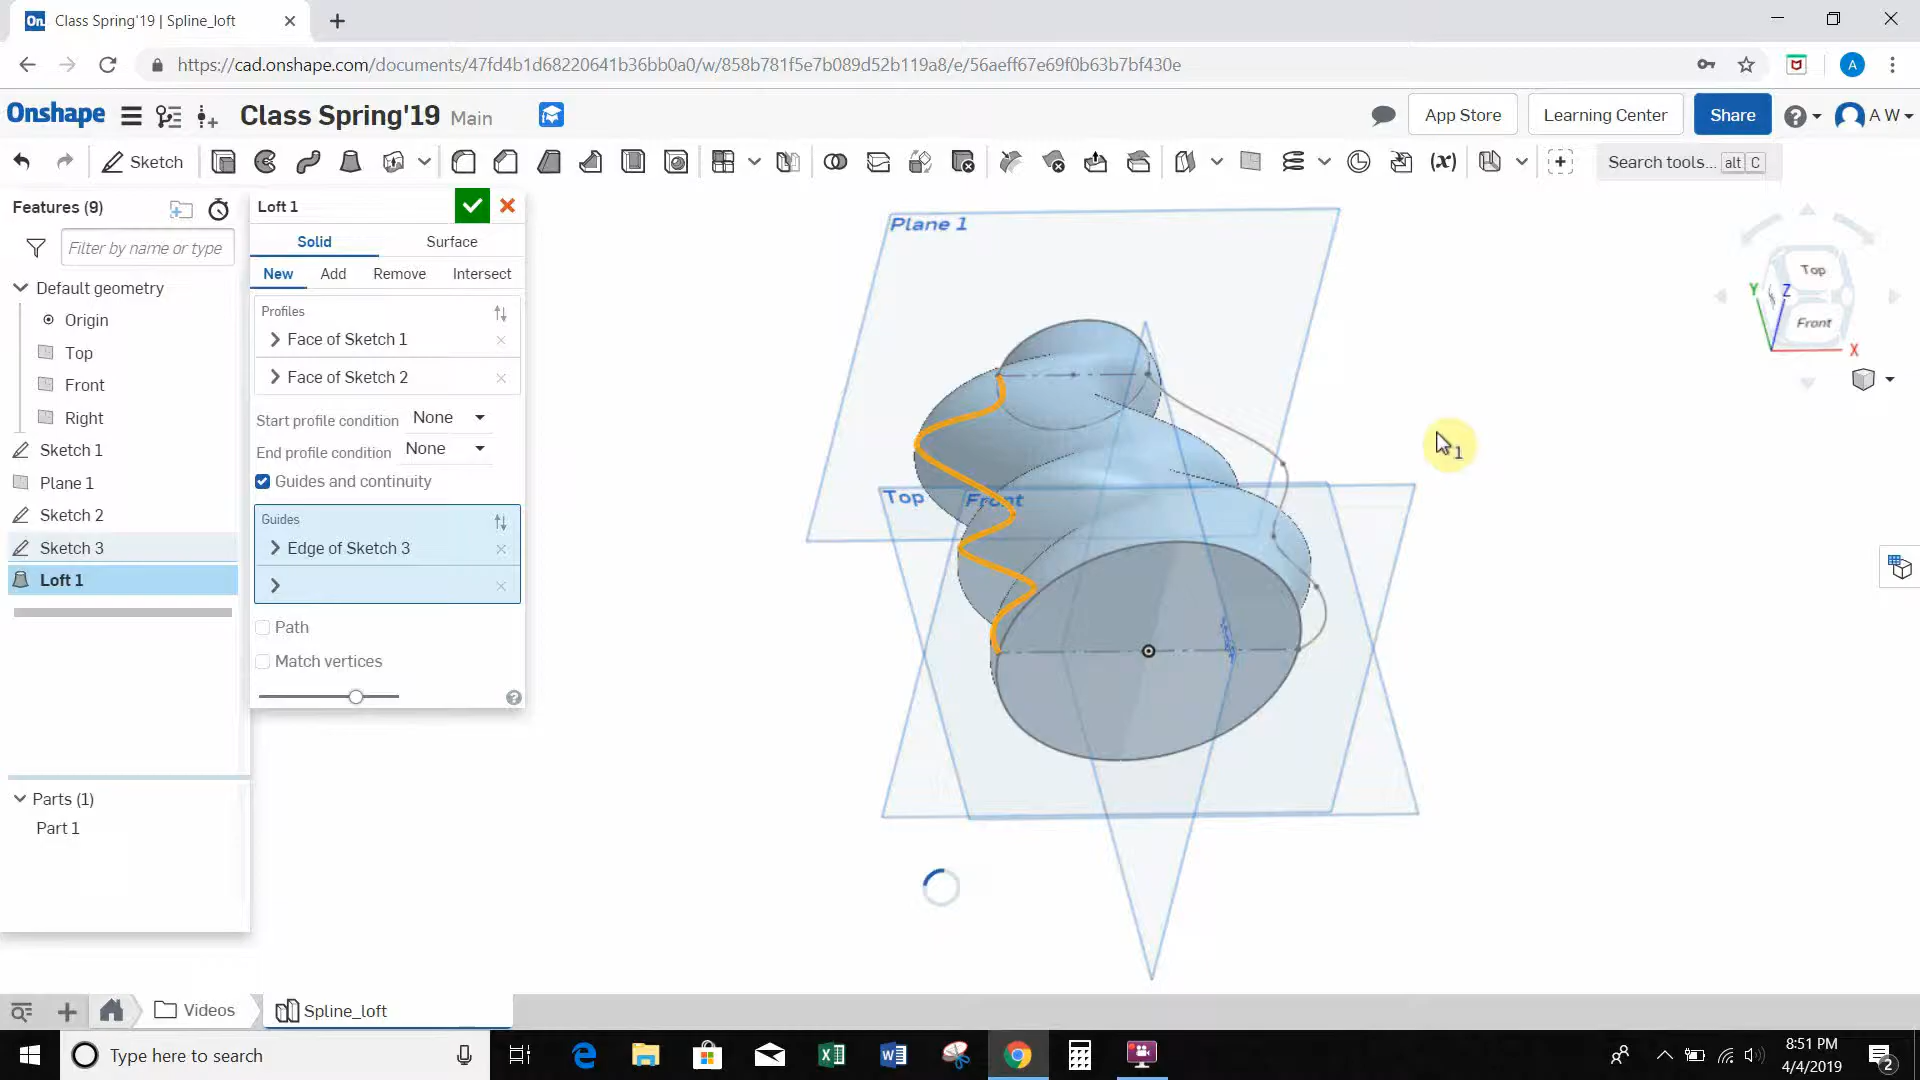 Class Spring'19 | Spline_loft
https://cad.onshape.com/documents/47fd4b1d68220641b36bb0a0/w/858b781f5e7b089d52b119a8/e/56aeff67e69f0b63b7bf430e
A
Onshape
Class Spring'19 Main
App Store
Learning Center
Share
A W
Sketch
(x)
Search tools... alt C
Features (9)
Filter by name or type
Default geometry
Origin
Top
Front
Right
Sketch 1
Plane 1
Sketch 2
Sketch 3
Loft 1
Parts (1)
Part 1
Loft 1
Solid
Surface
New
Add
Remove
Intersect
Profiles
Face of Sketch 1
Face of Sketch 2
Start profile condition None
End profile condition None
Guides and continuity
Guides
Edge of Sketch 3
Path
Match vertices
Plane 1
Top
Front
1
Top
Front
Y
Z
X
Videos
Spline_loft
Type here to search
8:51 PM
4/4/2019
2